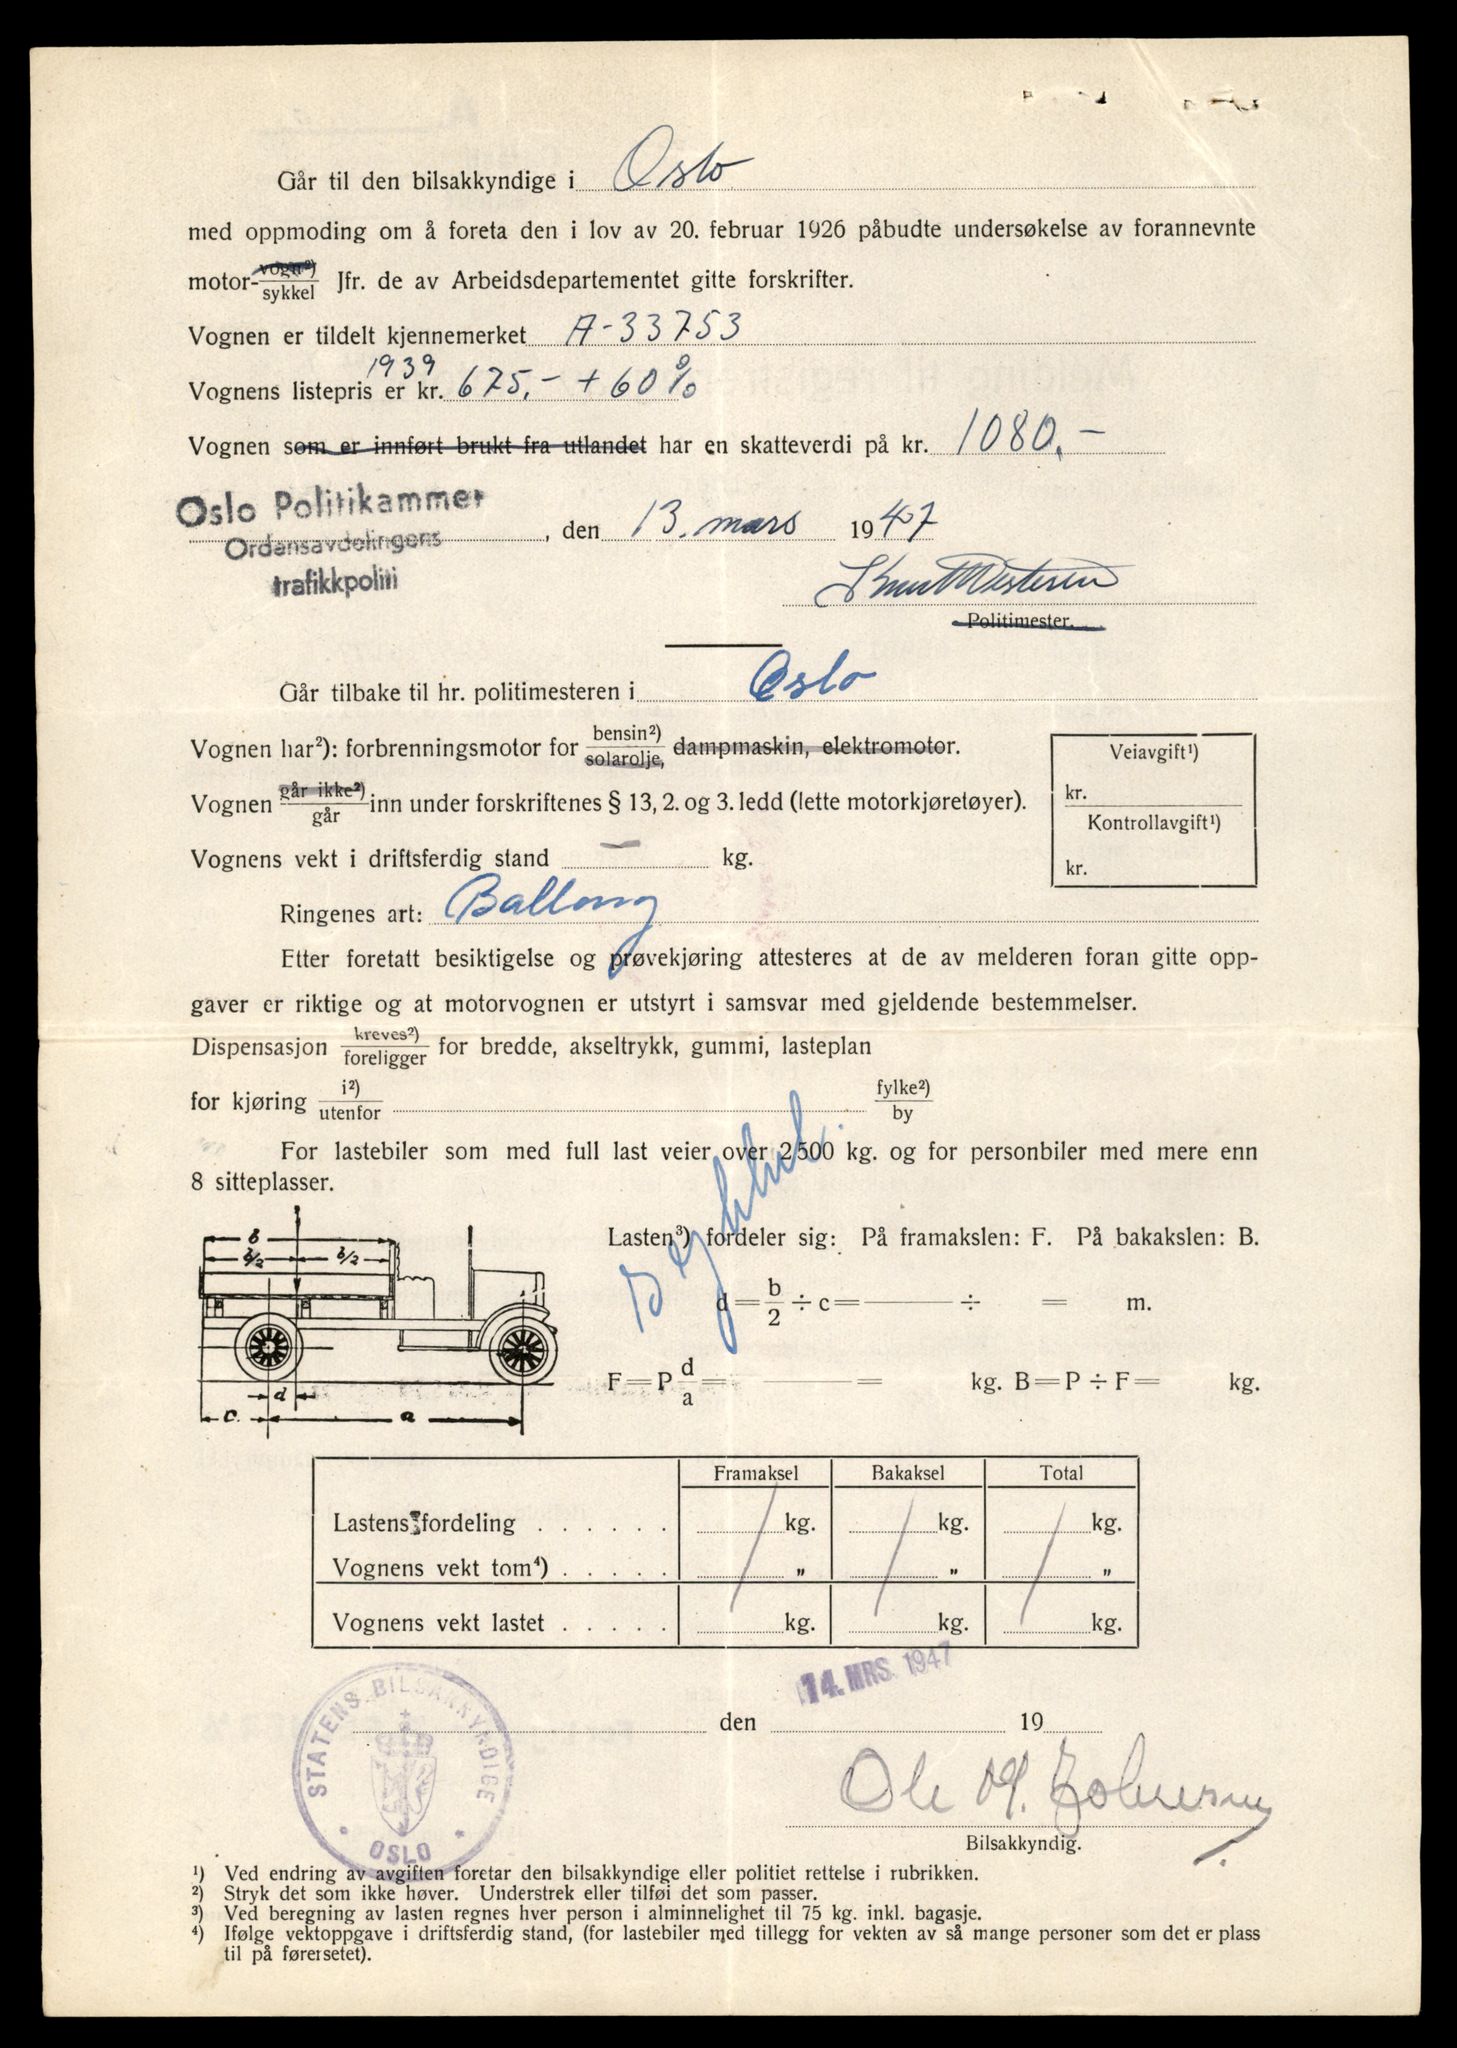 Går til den bilsakkyndige i Oslo
med oppmoding om å foreta den i lov av 20. februar 1926 påbudte undersøkelse av forannevnte
motor-vogn²)/sykkel Jfr. de av Arbeidsdepartementet gitte forskrifter.
Vognen er tildelt kjennemerket A-33753
1939
Vognens listepris er kr. 675.- + 60%
Vognen som er innført brukt fra utlandet har en skatteverdi på kr. 1080.-
Oslo Politikammer
Ordensavdelingens
trafikkpoliti
, den 13. mars 1947
Politimester.
Går tilbake til hr. politimesteren i Oslo
Vognen har²): forbrenningsmotor for bensin²)/solarolje, dampmaskin, elektromotor.
Vognen går ikke²)/går inn under forskriftenes § 13, 2. og 3. ledd (lette motorkjøretøyer).
Vognens vekt i driftsferdig stand — kg.
Veiavgift¹)
kr.
Kontrollavgift¹)
kr.
Ringenes art: Ballong
Etter foretatt besiktigelse og prøvekjøring attesteres at de av melderen foran gitte opp-
gaver er riktige og at motorvognen er utstyrt i samsvar med gjeldende bestemmelser.
Dispensasjon kreves²)/foreligger for bredde, akseltrykk, gummi, lasteplan
for kjøring i²)/utenfor fylke²)/by
For lastebiler som med full last veier over 2500 kg. og for personbiler med mere enn
8 sitteplasser.
Sykkel.
b
b/2 b/2
d
c. a
Lasten³) fordeler sig: På framakslen: F. På bakakslen: B.
d = b/2 ÷ c = ÷ = m.
F = P d/a = = kg. B = P ÷ F = kg.
Framaksel Bakaksel Total
Lastens fordeling . . . . . . kg. kg. kg.
Vognens vekt tom⁴) . . . . . „ „ „
Vognens vekt lastet . . . . . kg. kg. kg.
14. MRS. 1947
den 19
STATENS BILSAKKYNDIGE
OSLO
Bilsakkyndig.
¹) Ved endring av avgiften foretar den bilsakkyndige eller politiet rettelse i rubrikken.
²) Stryk det som ikke høver. Understrek eller tilføi det som passer.
³) Ved beregning av lasten regnes hver person i alminnelighet til 75 kg. inkl. bagasje.
⁴) Ifølge vektoppgave i driftsferdig stand, (for lastebiler med tillegg for vekten av så mange personer som det er plass
til på førersetet).